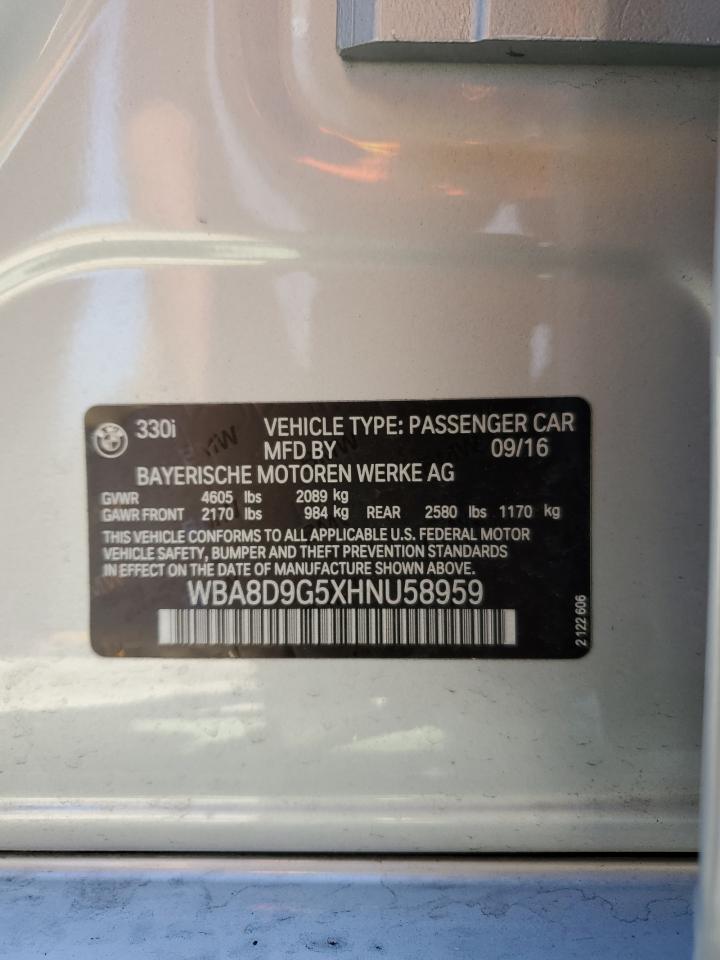 330i VEHICLE TYPE: PASSENGER CAR
MFD BY 09/16
BAYERISCHE MOTOREN WERKE AG
GVWR 4605 lbs 2089 kg
GAWR FRONT 2170 lbs 984 kg REAR 2580 lbs 1170 kg
THIS VEHICLE CONFORMS TO ALL APPLICABLE U.S. FEDERAL MOTOR
VEHICLE SAFETY, BUMPER AND THEFT PREVENTION STANDARDS
IN EFFECT ON THE DATE OF MANUFACTURE SHOWN ABOVE.
WBA8D9G5XHNU58959
2 122 606